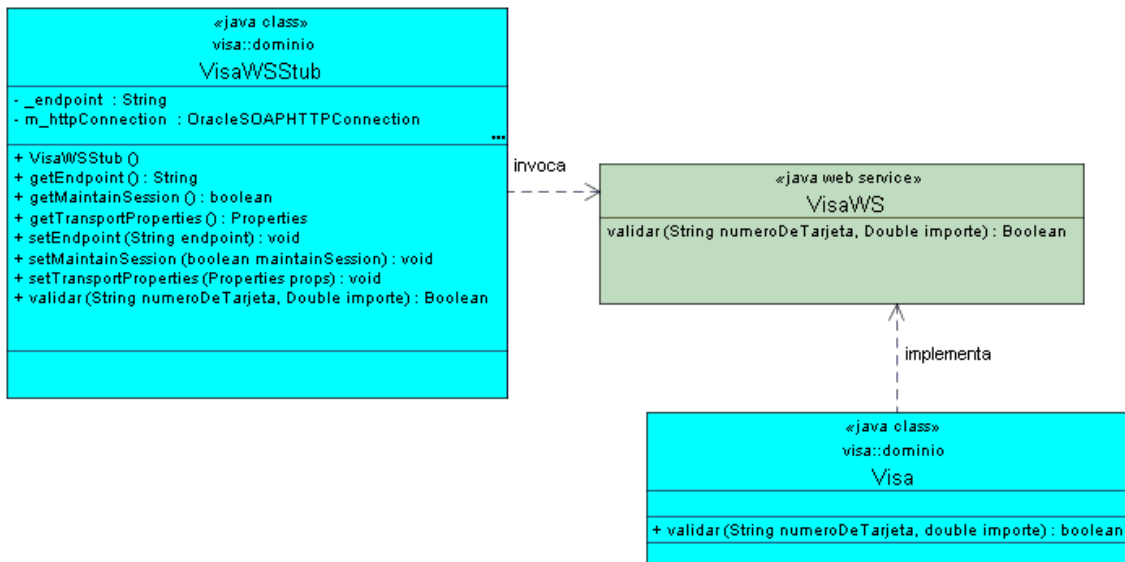 «java class»
visa::dominio
VisaWSStub
- _endpoint : String
- m_httpConnection : OracleSOAPHTTPConnection
...
+ VisaWSStub ()
+ getEndpoint () : String
+ getMaintainSession () : boolean
+ getTransportProperties () : Properties
+ setEndpoint (String endpoint) : void
+ setMaintainSession (boolean maintainSession) : void
+ setTransportProperties (Properties props) : void
+ validar (String numeroDeTarjeta, Double importe) : Boolean
invoca
«java web service»
VisaWS
validar (String numeroDeTarjeta, Double importe) : Boolean
implementa
«java class»
visa::dominio
Visa
+ validar (String numeroDeTarjeta, double importe) : boolean